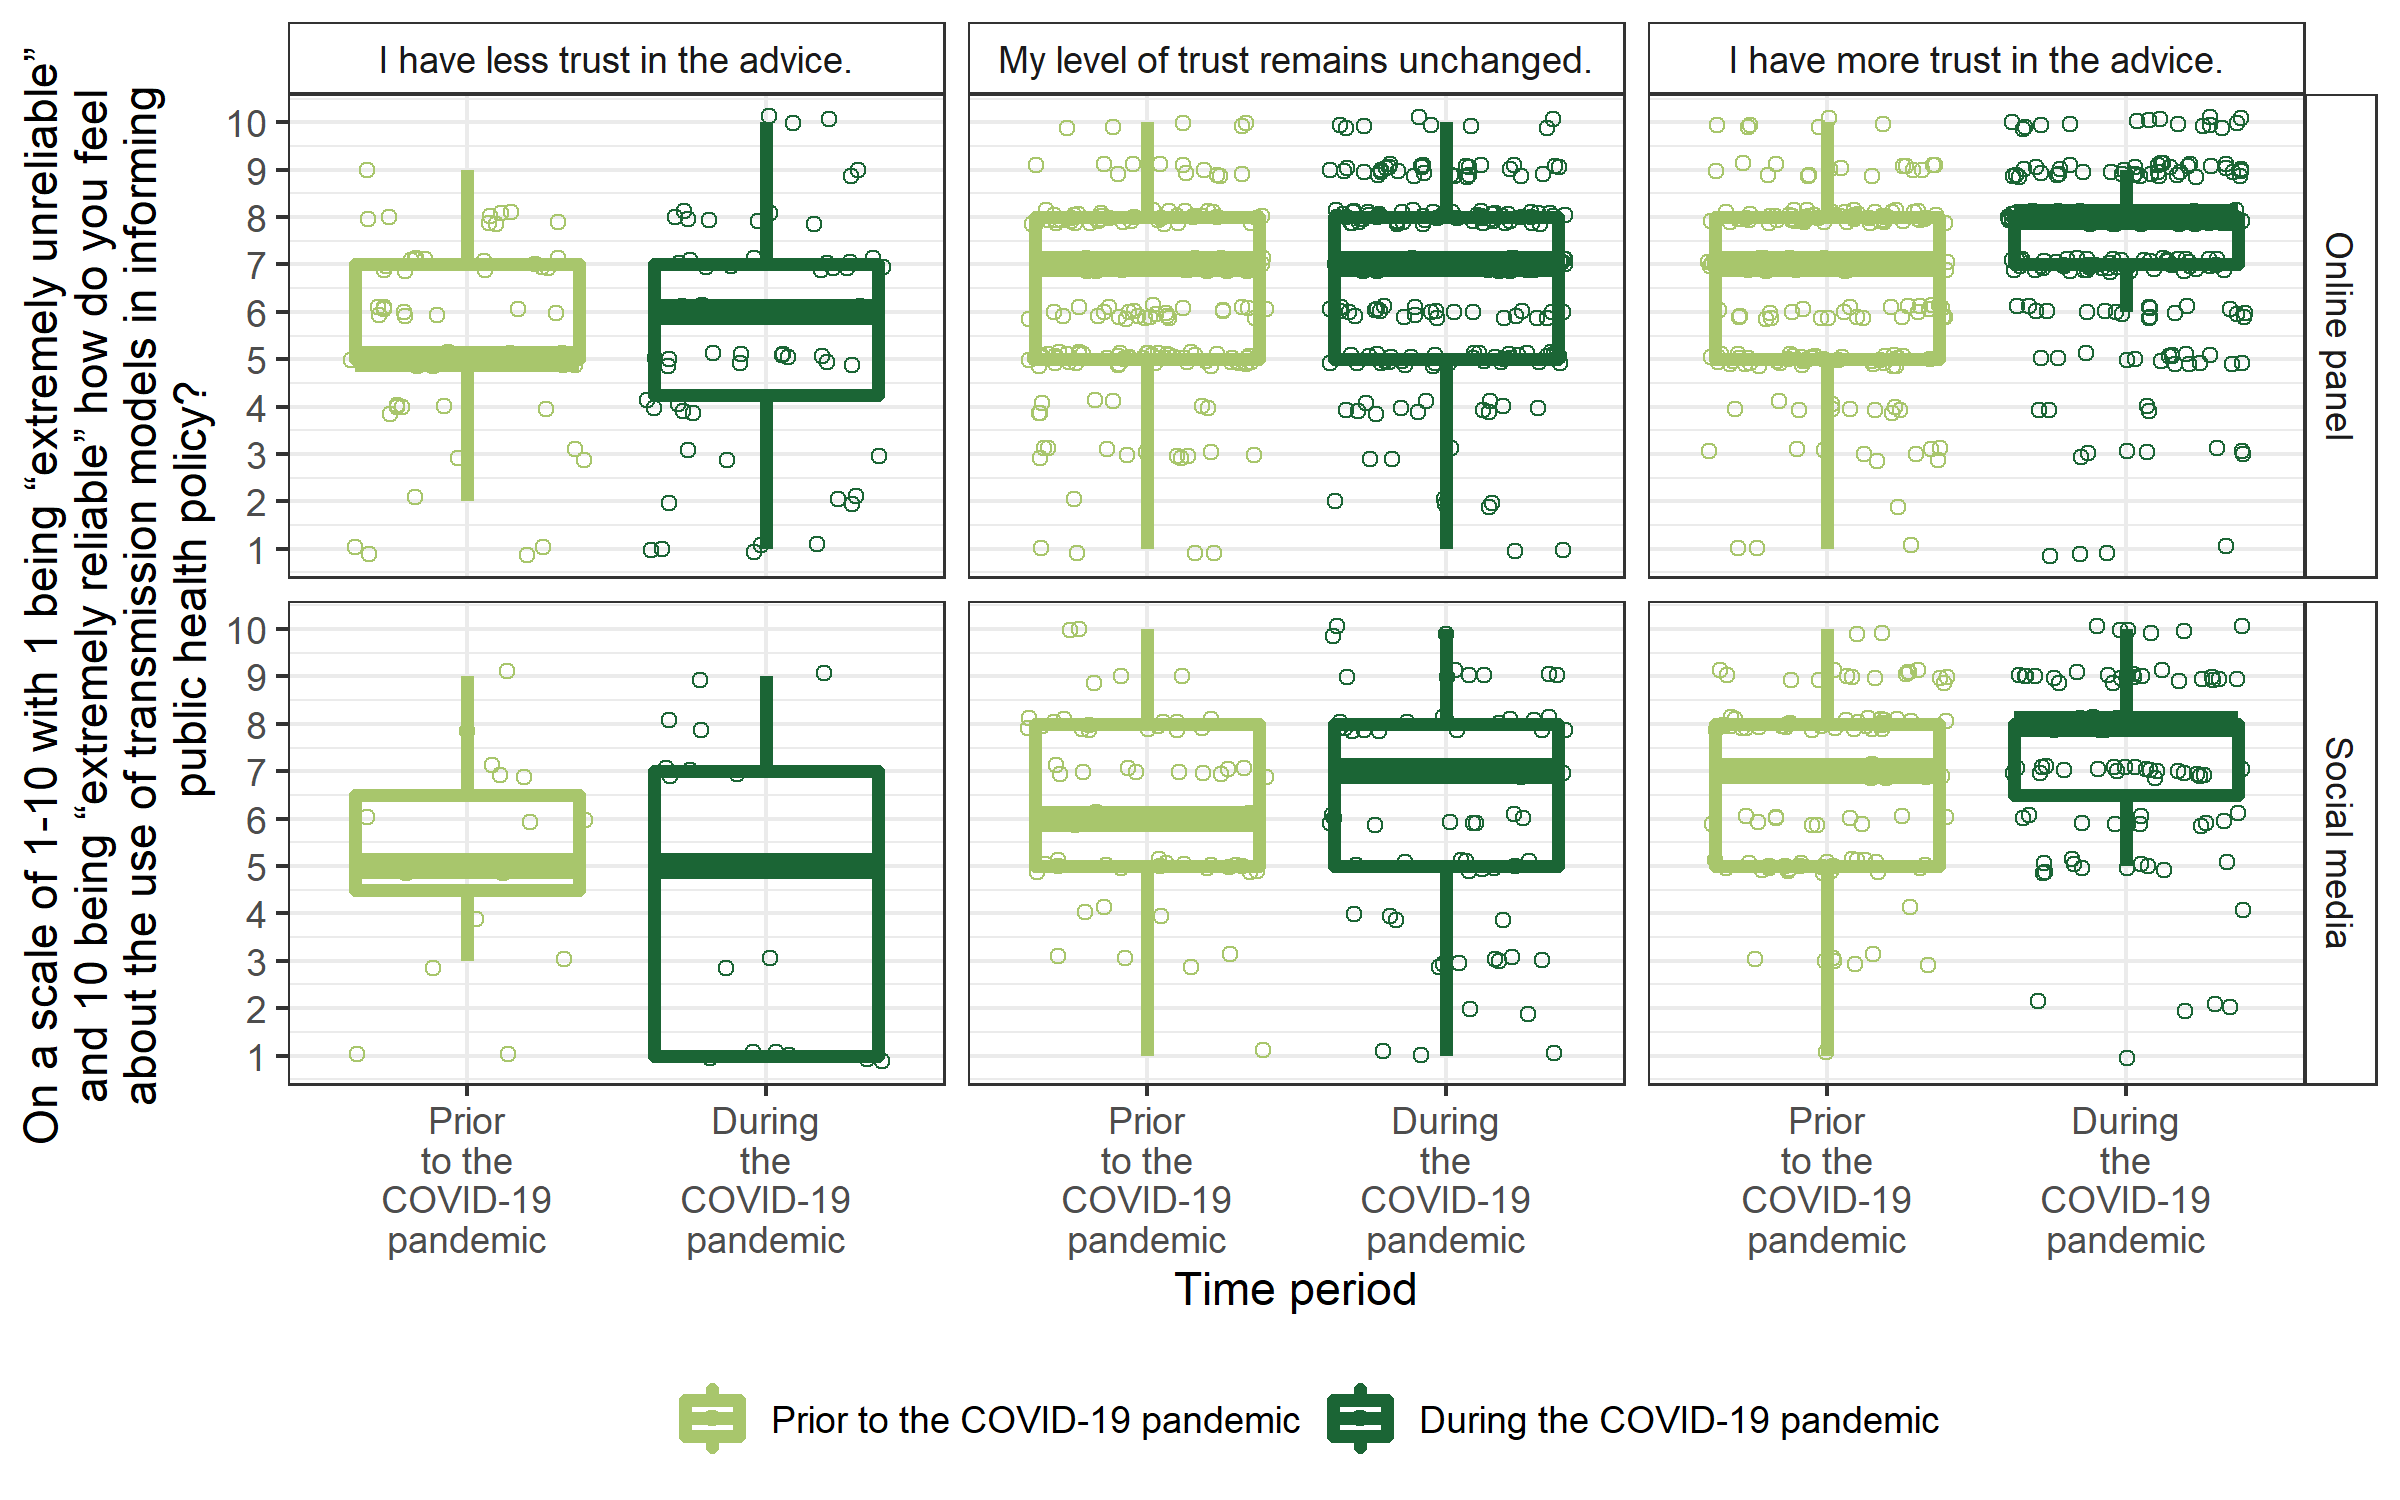 I have less trust in the advice.
My level of trust remains unchanged.
I have more trust in the advice.
On a scale of 1-10 with 1 being “extremely unreliable”
and 10 being “extremely reliable” how do you feel
about the use of transmission models in informing
public health policy?
10
9
8
7
6
5
4
3
2
1
Online panel
10
9
8
7
6
5
4
3
2
1
Social media
Prior
to the
COVID-19
pandemic
During
the
COVID-19
pandemic
Prior
to the
COVID-19
pandemic
During
the
COVID-19
pandemic
Prior
to the
COVID-19
pandemic
During
the
COVID-19
pandemic
Time period
Prior to the COVID-19 pandemic
During the COVID-19 pandemic